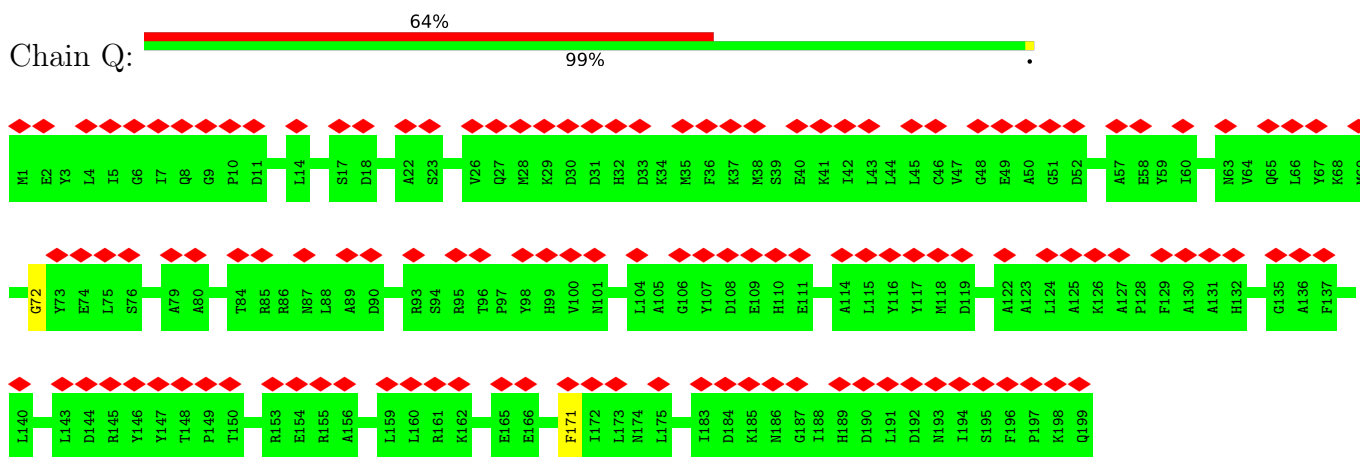 64%
Chain Q:
99%
M1 E2 Y3 L4 I5 G6 I7 Q8 G9 P10 D11 L14 S17 D18 A22 S23 V26 Q27 M28 K29 D30 D31 H32 D33 K34 M35 F36 K37 M38 S39 E40 K41 I42 L43 L44 L45 C46 V47 G48 E49 A50 G51 D52 A57 E58 Y59 I60 N63 V64 Q65 L66 Y67 K68
G72 Y73 E74 L75 S76 A79 A80 T84 R85 R86 N87 L88 A89 D90 R93 S94 R95 T96 P97 Y98 H99 V100 N101 L104 A105 G106 Y107 D108 E109 H110 E111 A114 L115 Y116 Y117 M118 D119 A122 A123 L124 A125 K126 A127 P128 F129 A130 A131 H132 G135 A136 F137
L140 L143 D144 R145 Y146 Y147 T148 P149 T150 R153 E154 R155 A156 L159 L160 R161 K162 E165 E166 F171 I172 L173 N174 L175 I183 D184 K185 N186 G187 I188 H189 D190 L191 D192 N193 I194 S195 F196 P197 K198 Q199